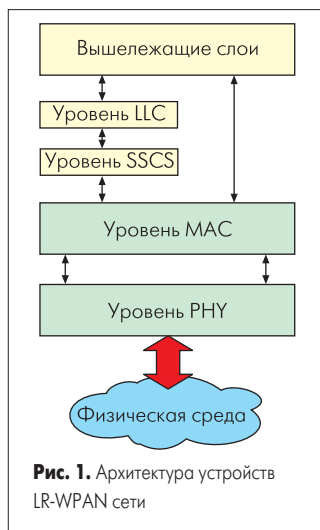 Вышележащие слои
Уровень LLC
Уровень SSCS
Уровень MAC
Уровень PHY
Физическая среда
Рис. 1. Архитектура устройств
LR-WPAN сети